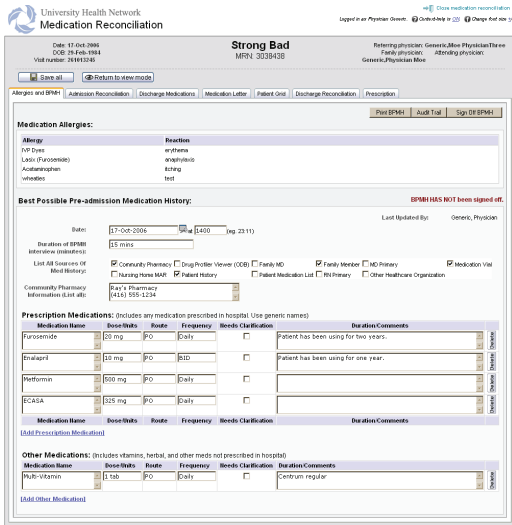 Close medication reconciliation
University Health Network
Medication Reconciliation
Logged in as Physician Generic.
Context-help is ON
Change font size
Date: 17-Oct-2006
DOB: 29-Feb-1984
Visit number: 261013245
Strong Bad
MRN: 3038438
Referring physician: Generic,Moe PhysicianThree
Family physician: Attending physician:
Generic,Physician Moe
Save all
Return to view mode
Allergies and BPMH
Admission Reconciliation
Discharge Medications
Medication Letter
Patient Grid
Discharge Reconciliation
Prescription
Print BPMH
Audit Trail
Sign Off BPMH
Medication Allergies:
Allergy Reaction
IVP Dyes erythema
Lasix (Furosemide) anaphylaxis
Acetaminophen itching
wheaties test
Best Possible Pre-admission Medication History:
BPMH HAS NOT been signed off.
Last Updated By: Generic, Physician
Date: 17-Oct-2006 at 1400 (eg. 23:11)
Duration of BPMH
interview (minutes): 15 mins
List All Sources Of
Med History:
Community Pharmacy Drug Profile Viewer (ODB) Family MD Family Member MD Primary Medication Vial
Nursing Home MAR Patient History Patient Medication List RN Primary Other Healthcare Organization
Community Pharmacy
Information (List all):
Ray's Pharmacy
(416) 555-1234
Prescription Medications: (Includes any medication prescribed in hospital. Use generic names)
Medication Name Dose/Units Route Frequency Needs Clarification Duration/Comments
Furosemide 20 mg PO Daily Patient has been using for two years. Delete
Enalapril 10 mg PO BID Patient has been using for one year. Delete
Metformin 500 mg PO Daily Delete
ECASA 325 mg PO Daily Delete
Medication Name Dose/Units Route Frequency Needs Clarification Duration/Comments
[Add Prescription Medication]
Other Medications: (Includes vitamins, herbal, and other meds not prescribed in hospital)
Medication Name Dose/Units Route Frequency Needs Clarification Duration/Comments
Multi-Vitamin 1 tab PO Daily Centrum regular Delete
[Add Other Medication]